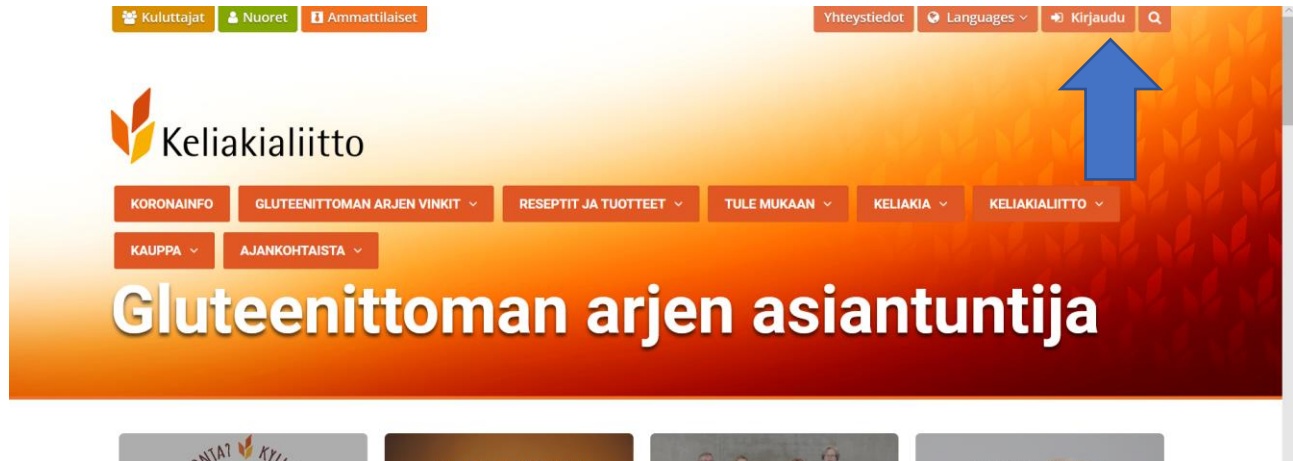 Kuluttajat Nuoret Ammattilaiset Yhteystiedot Languages Kirjaudu
Keliakialiitto
KORONAINFO GLUTEENITTOMAN ARJEN VINKIT RESEPTIT JA TUOTTEET TULE MUKAAN KELIAKIA KELIAKIALIITTO
KAUPPA AJANKOHTAISTA
Gluteenittoman arjen asiantuntija